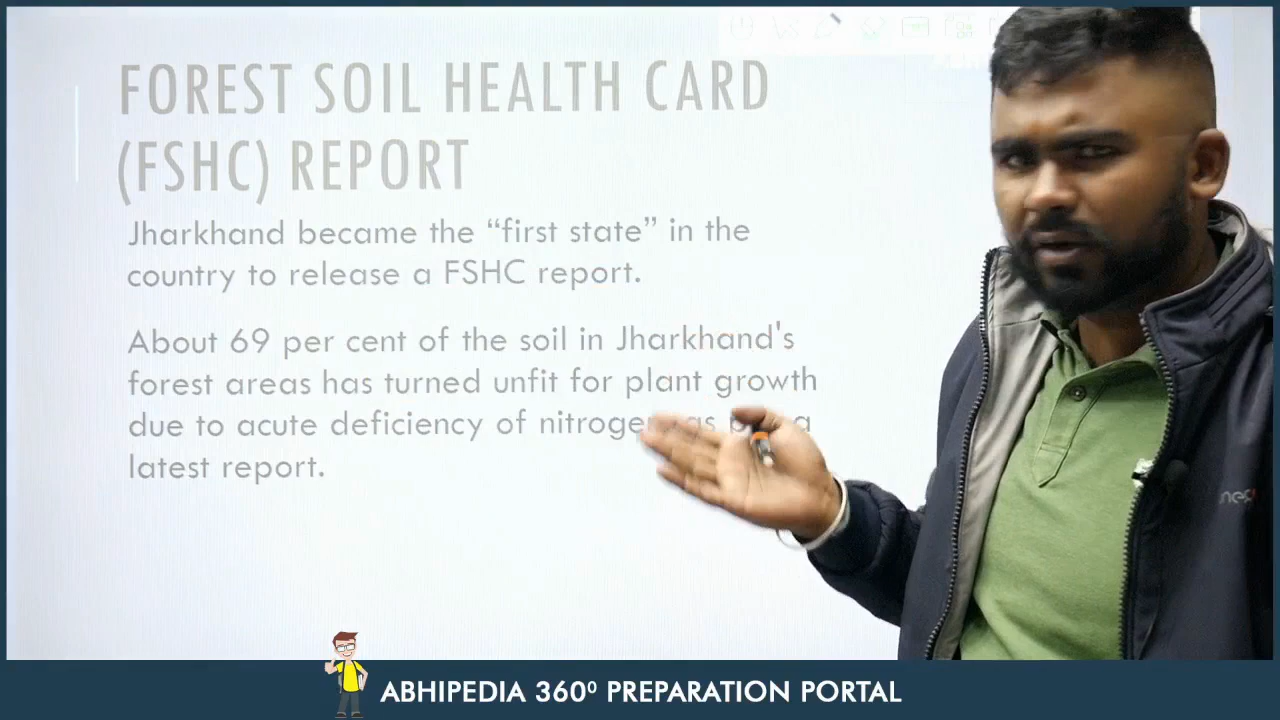 FOREST SOIL HEALTH CARD
(FSHC) REPORT
Jharkhand became the “first state” in the
country to release a FSHC report.
About 69 per cent of the soil in Jharkhand's
forest areas has turned unfit for plant growth
due to acute deficiency of
latest report.
ABHIPEDIA 360⁰ PREPARATION PORTAL